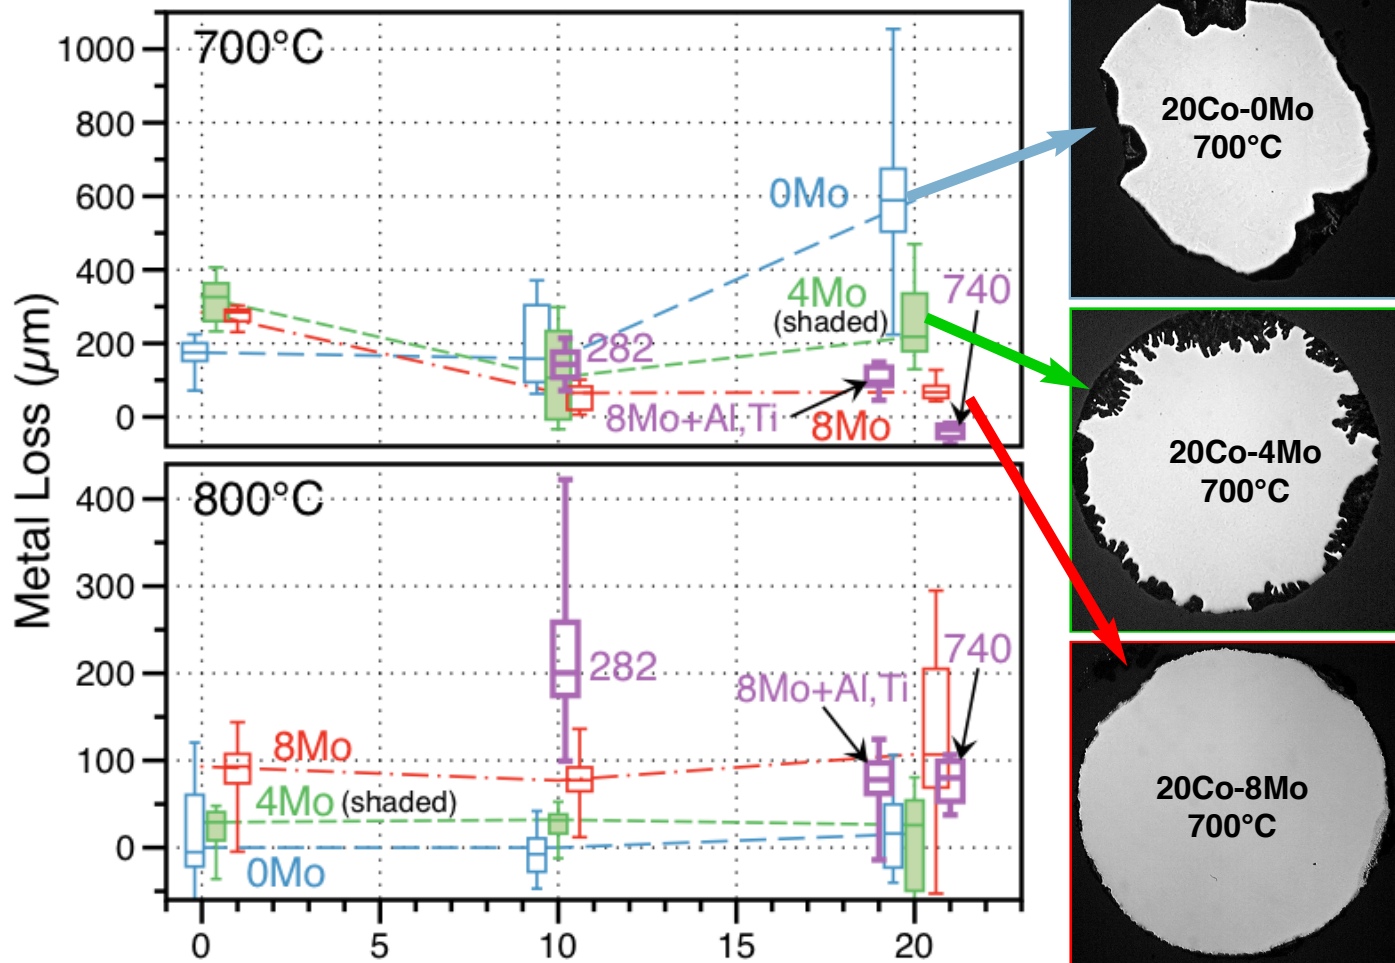 700°C
1000
800
600
400
200
0
0Mo
4Mo
(shaded)
740
282
8Mo+Al,Ti
8Mo
Metal Loss (µm)
800°C
400
300
200
100
0
282
740
8Mo+Al,Ti
8Mo
4Mo (shaded)
0Mo
0 5 10 15 20
20Co-0Mo
700°C
20Co-4Mo
700°C
20Co-8Mo
700°C